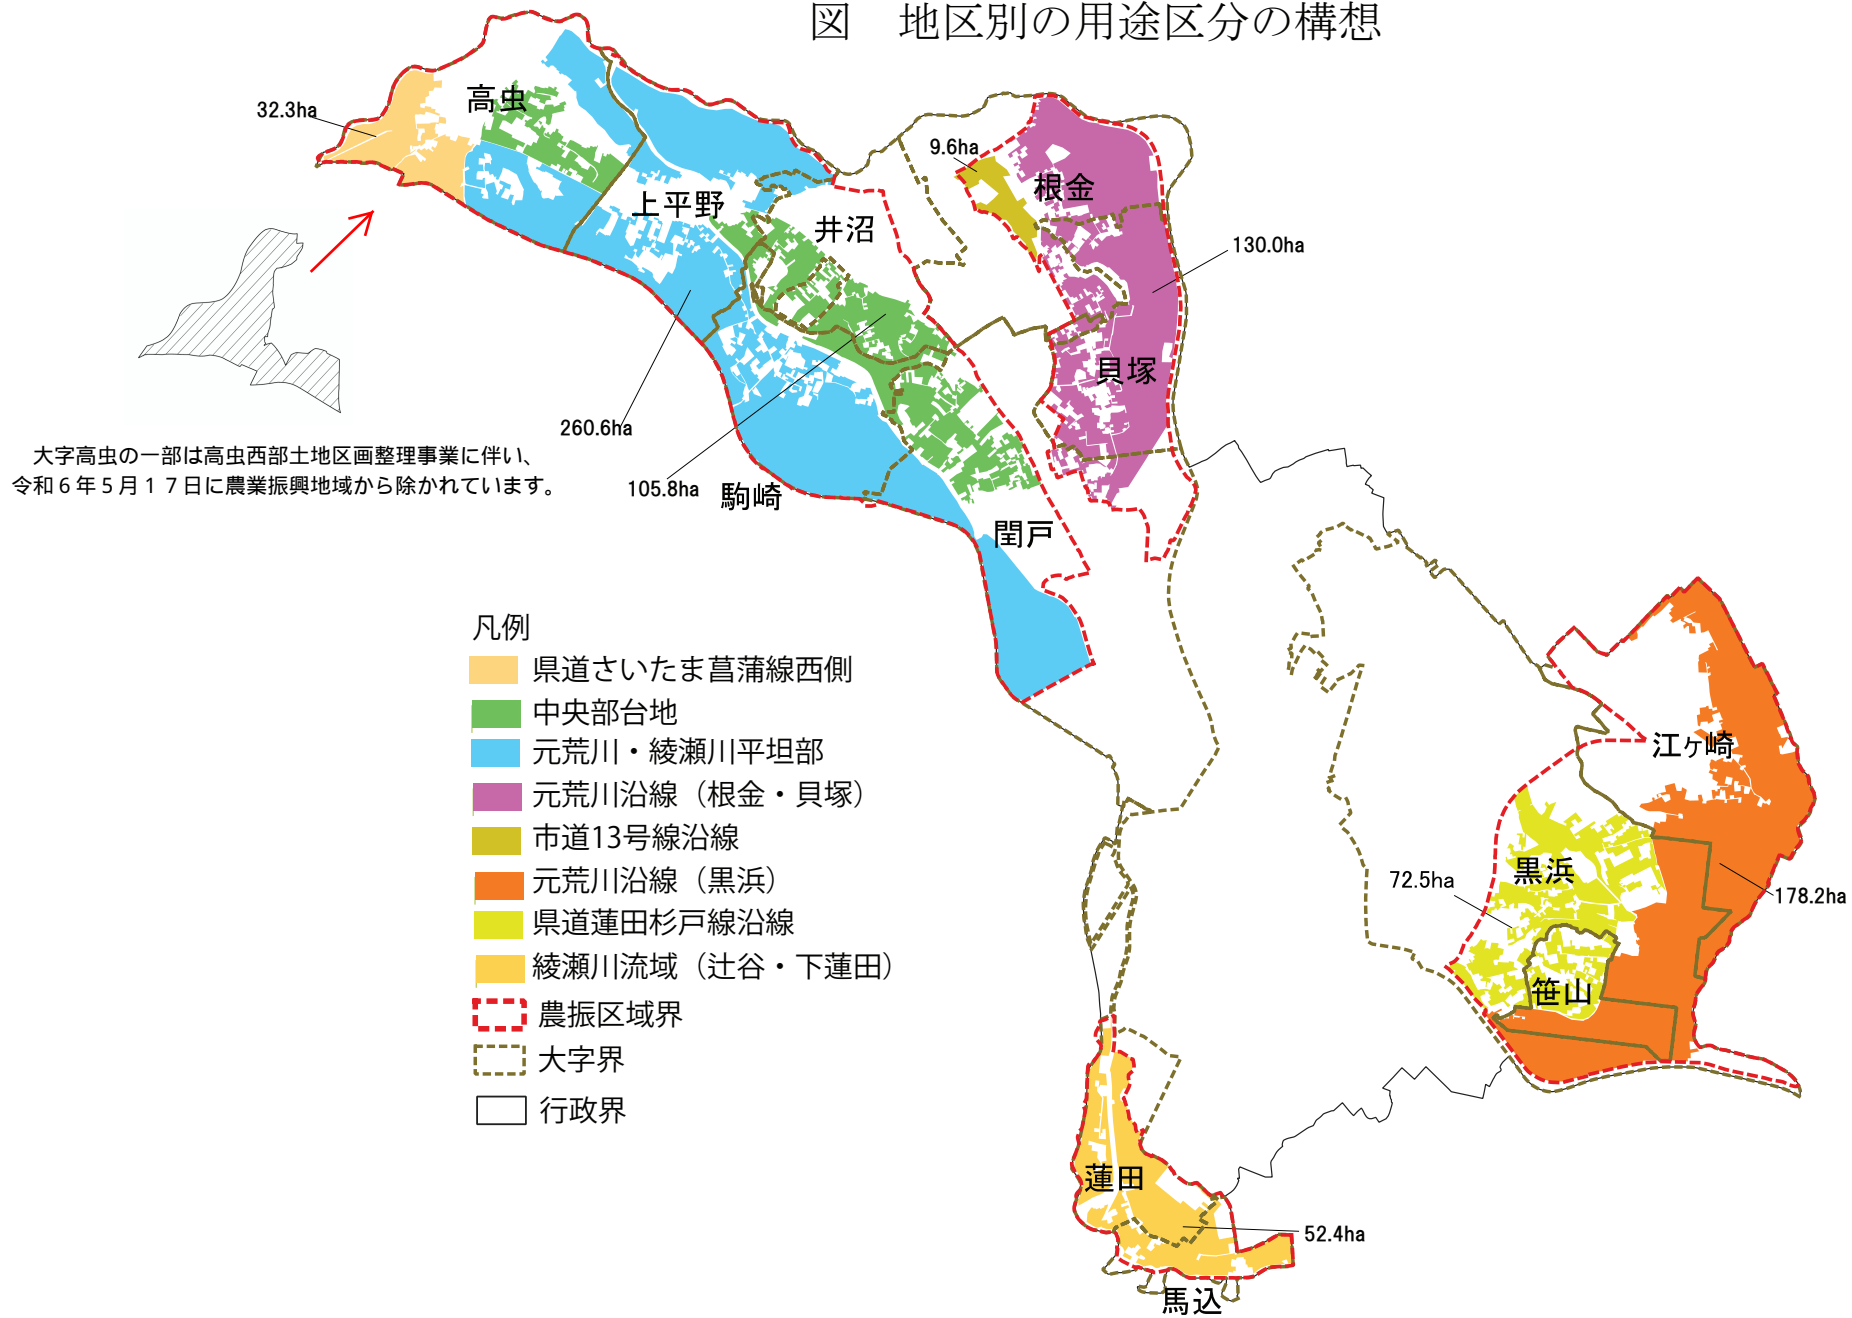 図　地区別の用途区分の構想
32.3ha
高虫
9.6ha
根金
上平野
井沼
130.0ha
貝塚
260.6ha
105.8ha
駒崎
閏戸
大字高虫の一部は高虫西部土地区画整理事業に伴い、
令和６年５月１７日に農業振興地域から除かれています。
凡例
県道さいたま菖蒲線西側
中央部台地
元荒川・綾瀬川平坦部
元荒川沿線（根金・貝塚）
市道13号線沿線
元荒川沿線（黒浜）
県道蓮田杉戸線沿線
綾瀬川流域（辻谷・下蓮田）
農振区域界
大字界
行政界
江ヶ崎
黒浜
72.5ha
178.2ha
笹山
蓮田
52.4ha
馬込